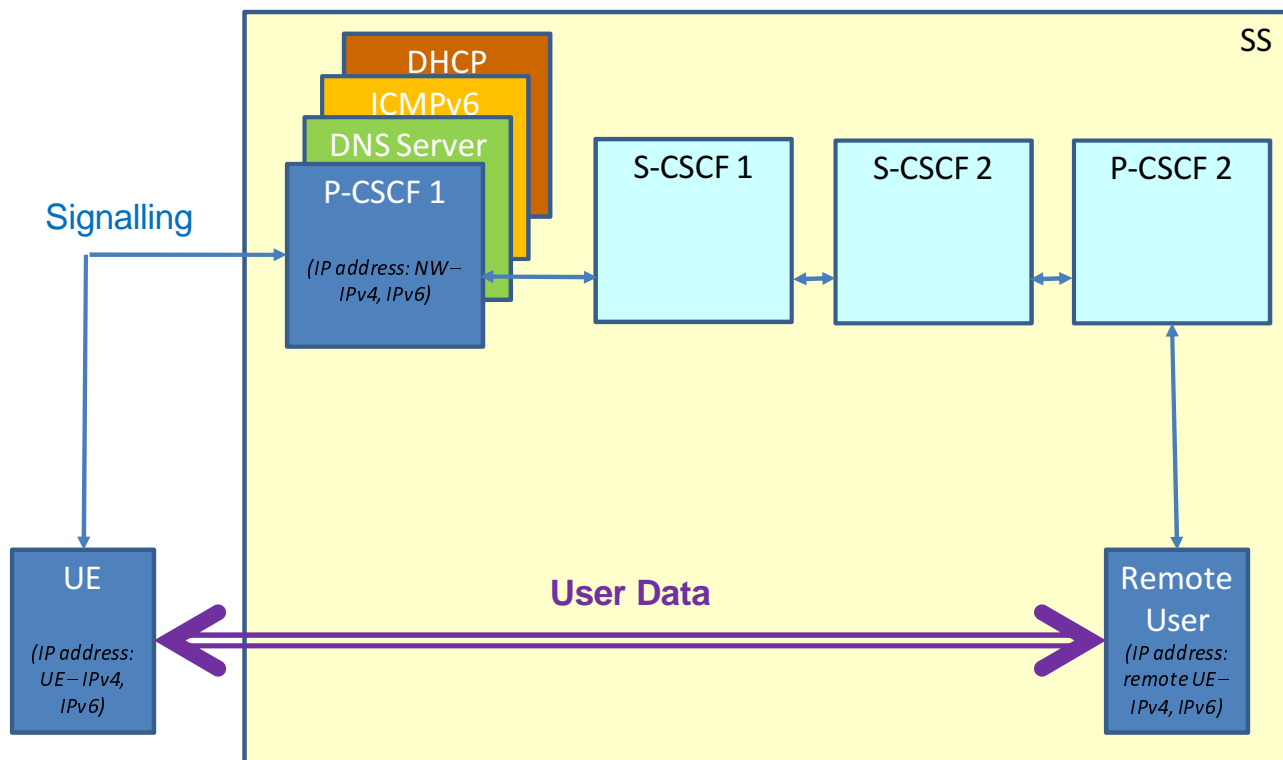 SS
DHCP
ICMPv6
DNS Server
P-CSCF 1
(IP address: NW–
IPv4, IPv6)
S-CSCF 1
S-CSCF 2
P-CSCF 2
Signalling
UE
(IP address:
UE– IPv4,
IPv6)
User Data
Remote
User
(IP address:
remote UE–
IPv4, IPv6)